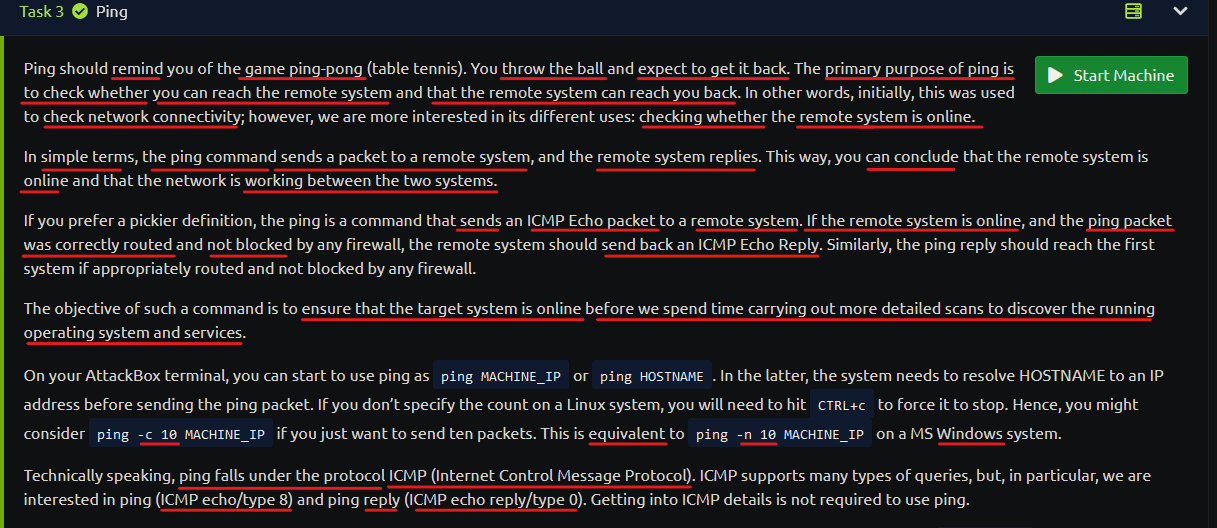 Task 3 Ping
Ping should remind you of the game ping-pong (table tennis). You throw the ball and expect to get it back. The primary purpose of ping is
Start Machine
to check whether you can reach the remote system and that the remote system can reach you back. In other words, initially, this was used
to check network connectivity; however, we are more interested in its different uses: checking whether the remote system is online.
In simple terms, the ping command sends a packet to a remote system, and the remote system replies. This way, you can conclude that the remote system is
online and that the network is working between the two systems.
If you prefer a pickier definition, the ping is a command that sends an ICMP Echo packet to a remote system. If the remote system is online, and the ping packet
was correctly routed and not blocked by any firewall, the remote system should send back an ICMP Echo Reply. Similarly, the ping reply should reach the first
system if appropriately routed and not blocked by any firewall.
The objective of such a command is to ensure that the target system is online before we spend time carrying out more detailed scans to discover the running
operating system and services.
On your AttackBox terminal, you can start to use ping as ping MACHINE_IP or ping HOSTNAME. In the latter, the system needs to resolve HOSTNAME to an IP
address before sending the ping packet. If you don’t specify the count on a Linux system, you will need to hit CTRL+c to force it to stop. Hence, you might
consider ping -c 10 MACHINE_IP if you just want to send ten packets. This is equivalent to ping -n 10 MACHINE_IP on a MS Windows system.
Technically speaking, ping falls under the protocol ICMP (Internet Control Message Protocol). ICMP supports many types of queries, but, in particular, we are
interested in ping (ICMP echo/type 8) and ping reply (ICMP echo reply/type 0). Getting into ICMP details is not required to use ping.